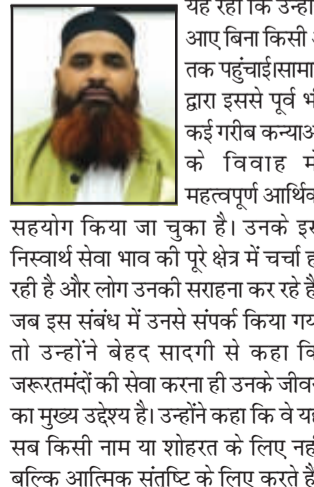 यह रही कि उन्हों
आए बिना किसी
तक पहुंचाई।सामा
द्वारा इससे पूर्व भ
कई गरीब कन्याअ
के विवाह में
महत्वपूर्ण आर्थिक
सहयोग किया जा चुका है। उनके इस
निस्वार्थ सेवा भाव की पूरे क्षेत्र में चर्चा ह
रही है और लोग उनकी सराहना कर रहे हैं
जब इस संबंध में उनसे संपर्क किया गय
तो उन्होंने बेहद सादगी से कहा कि
जरूरतमंदों की सेवा करना ही उनके जीव
का मुख्य उद्देश्य है। उन्होंने कहा कि वे यह
सब किसी नाम या शोहरत के लिए नही
बल्कि आत्मिक संतुष्टि के लिए करते हैं